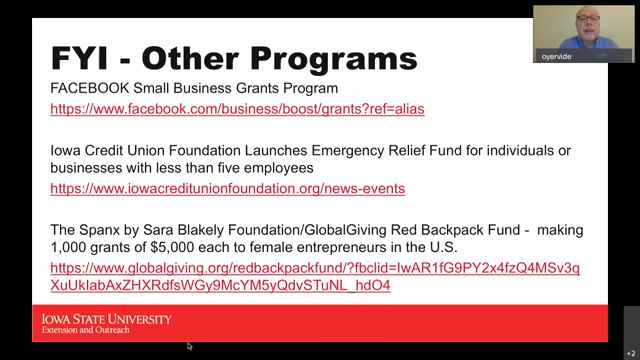 FYI - Other Programs
FACEBOOK Small Business Grants Program
https://www.facebook.com/business/boost/grants?ref=alias
Iowa Credit Union Foundation Launches Emergency Relief Fund for individuals or
businesses with less than five employees
https://www.iowacreditunionfoundation.org/news-events
The Spanx by Sara Blakely Foundation/GlobalGiving Red Backpack Fund - making
1,000 grants of $5,000 each to female entrepreneurs in the U.S.
https://www.globalgiving.org/redbackpackfund/?fbclid=IwAR1fG9PY2x4fzQ4MSv3q
XuUkIabAxZHXRdfsWGy9McYM5yQdvSTuNL_hdO4
IOWA STATE UNIVERSITY
Extension and Outreach
oyervide
+2